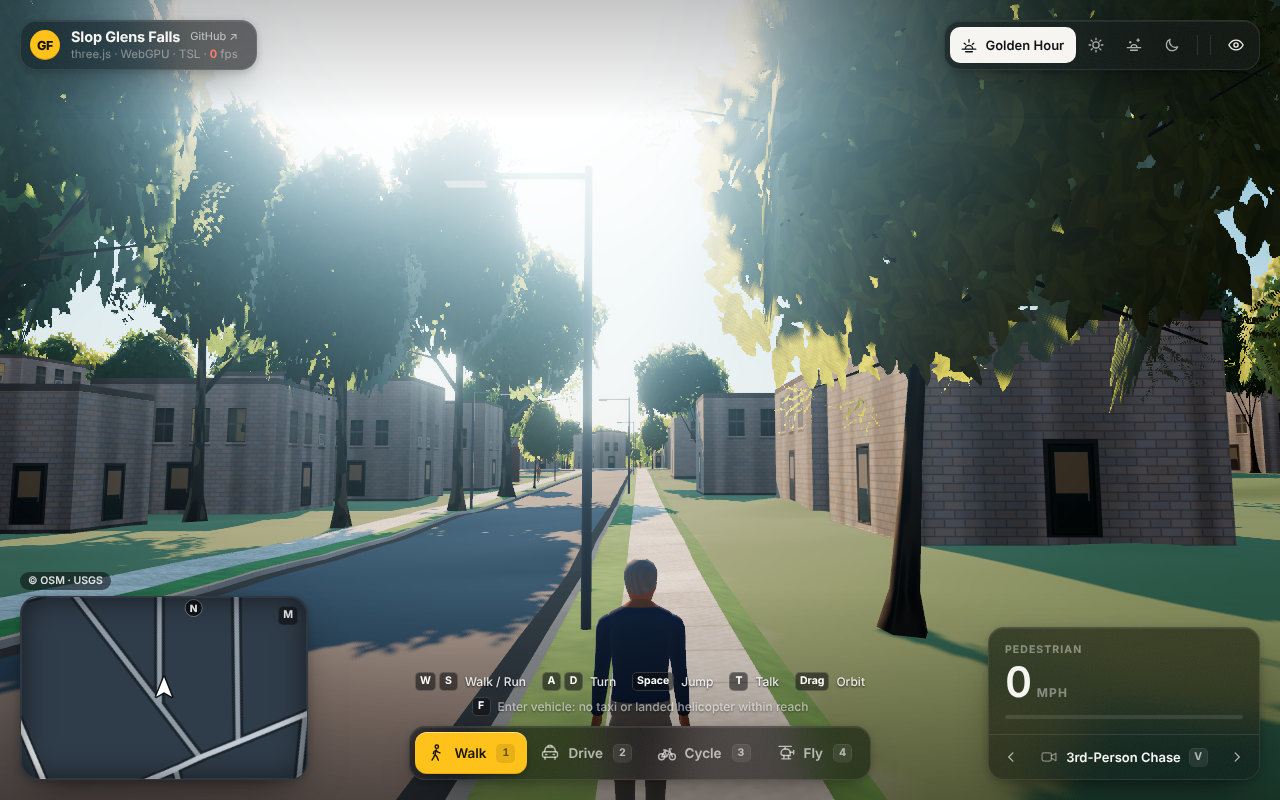 GF
Slop Glens Falls GitHub ↗
three.js · WebGPU · TSL · 0 fps
Golden Hour
© OSM · USGS
N
M
W S Walk / Run A D Turn Space Jump T Talk Drag Orbit
F Enter vehicle: no taxi or landed helicopter within reach
Walk 1 Drive 2 Cycle 3 Fly 4
PEDESTRIAN
0 MPH
3rd-Person Chase V